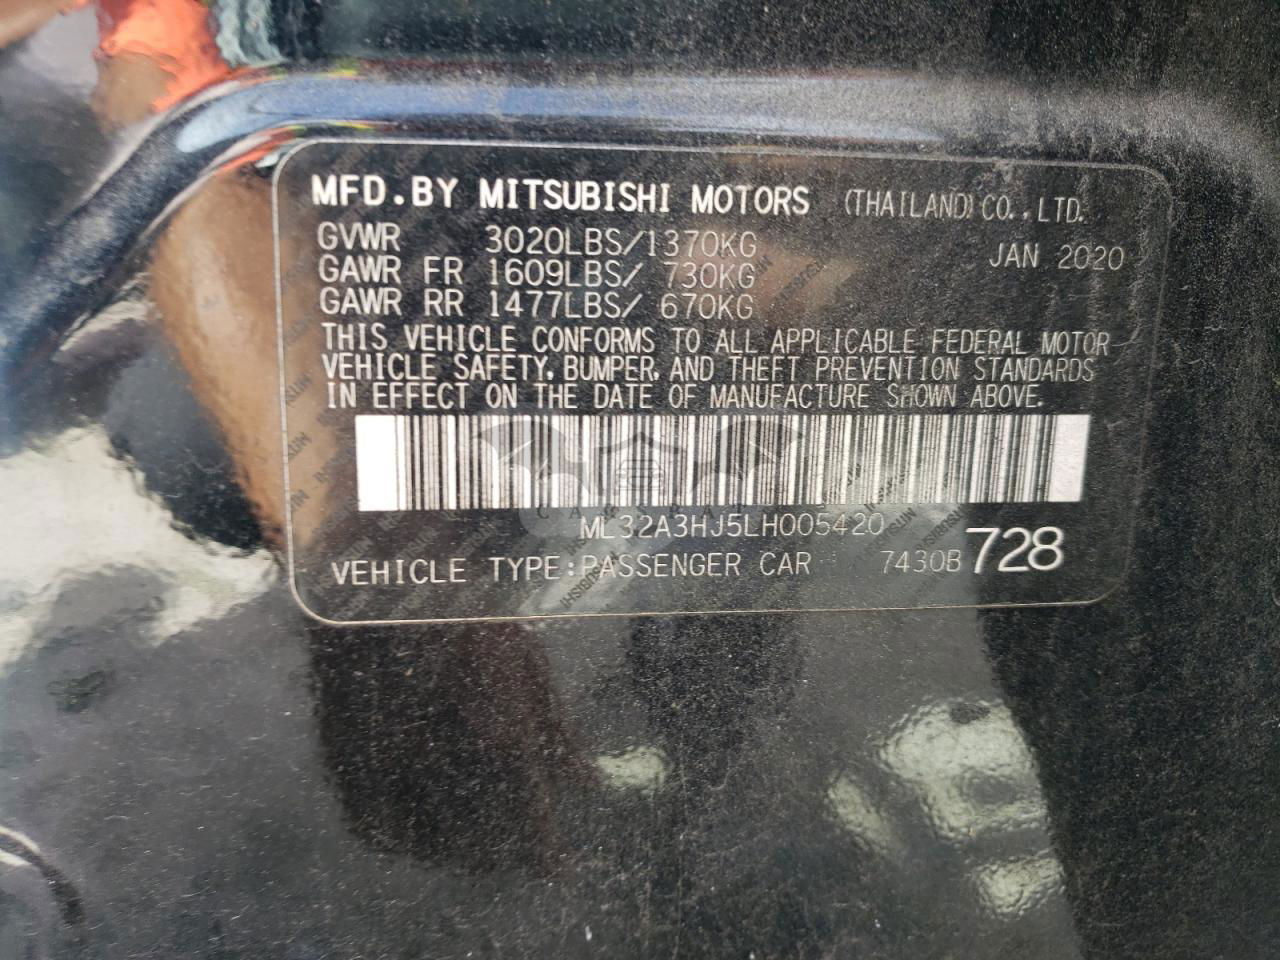 MFD.BY MITSUBISHI MOTORS (THAILAND)CO.,LTD.
GVWR 3020LBS/1370KG JAN 2020
GAWR FR 1609LBS/ 730KG
GAWR RR 1477LBS/ 670KG
THIS VEHICLE CONFORMS TO ALL APPLICABLE FEDERAL MOTOR
VEHICLE SAFETY, BUMPER, AND THEFT PREVENTION STANDARDS
IN EFFECT ON THE DATE OF MANUFACTURE SHOWN ABOVE.
ML32A3HJ5LH005420
VEHICLE TYPE:PASSENGER CAR 7430B 728